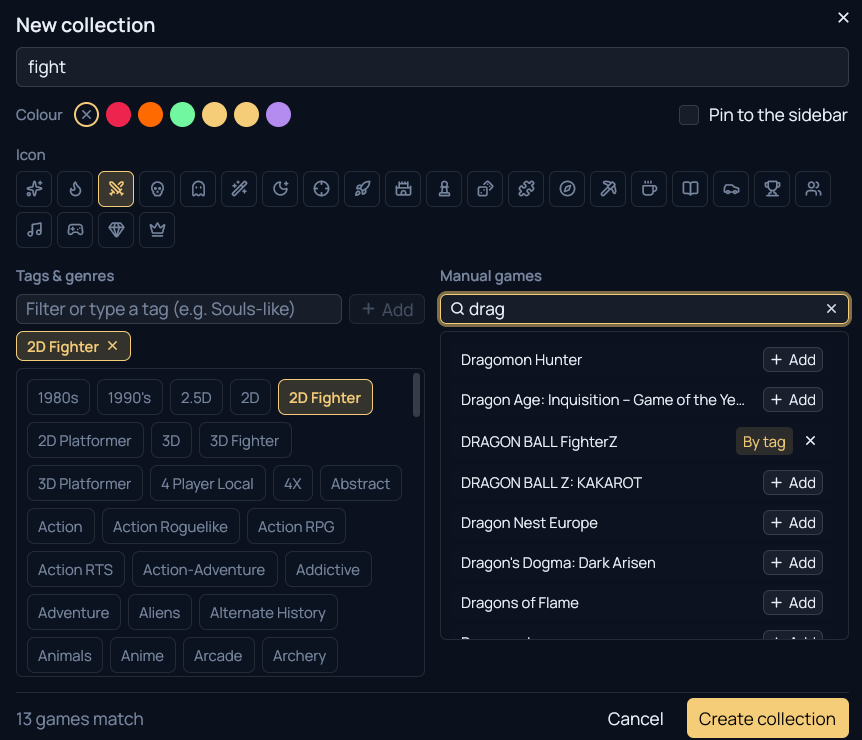 New collection
fight
Colour
Pin to the sidebar
Icon
Tags & genres
Filter or type a tag (e.g. Souls-like)
+ Add
2D Fighter
1980s 1990's 2.5D 2D 2D Fighter
2D Platformer 3D 3D Fighter
3D Platformer 4 Player Local 4X Abstract
Action Action Roguelike Action RPG
Action RTS Action-Adventure Addictive
Adventure Aliens Alternate History
Animals Anime Arcade Archery
Manual games
drag
Dragomon Hunter + Add
Dragon Age: Inquisition – Game of the Ye... + Add
DRAGON BALL FighterZ By tag
DRAGON BALL Z: KAKAROT + Add
Dragon Nest Europe + Add
Dragon's Dogma: Dark Arisen + Add
Dragons of Flame + Add
13 games match
Cancel
Create collection